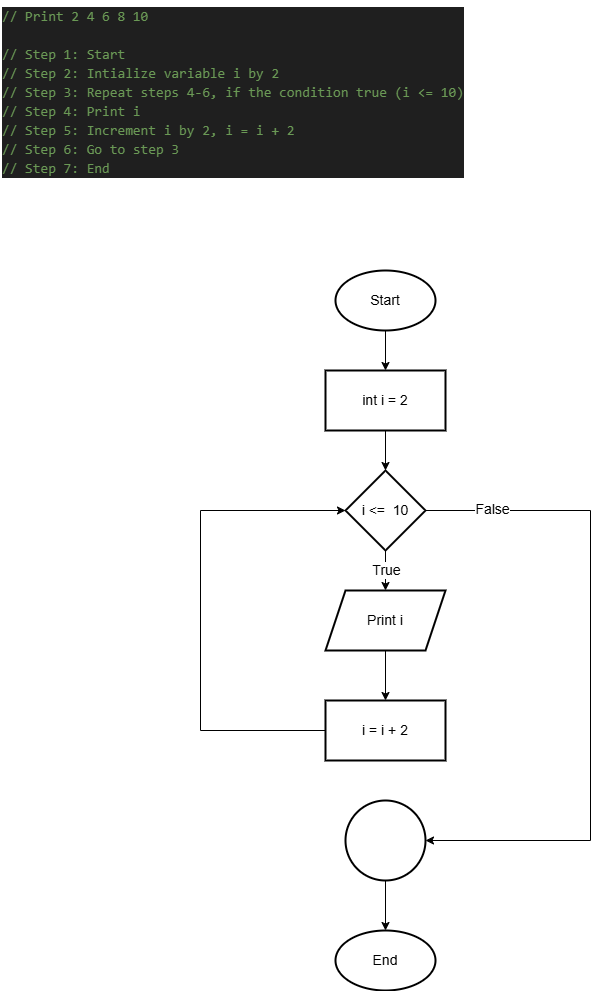 // Print 2 4 6 8 10
// Step 1: Start
// Step 2: Intialize variable i by 2
// Step 3: Repeat steps 4-6, if the condition true (i <= 10)
// Step 4: Print i
// Step 5: Increment i by 2, i = i + 2
// Step 6: Go to step 3
// Step 7: End
Start
int i = 2
i <= 10
False
True
Print i
i = i + 2
End